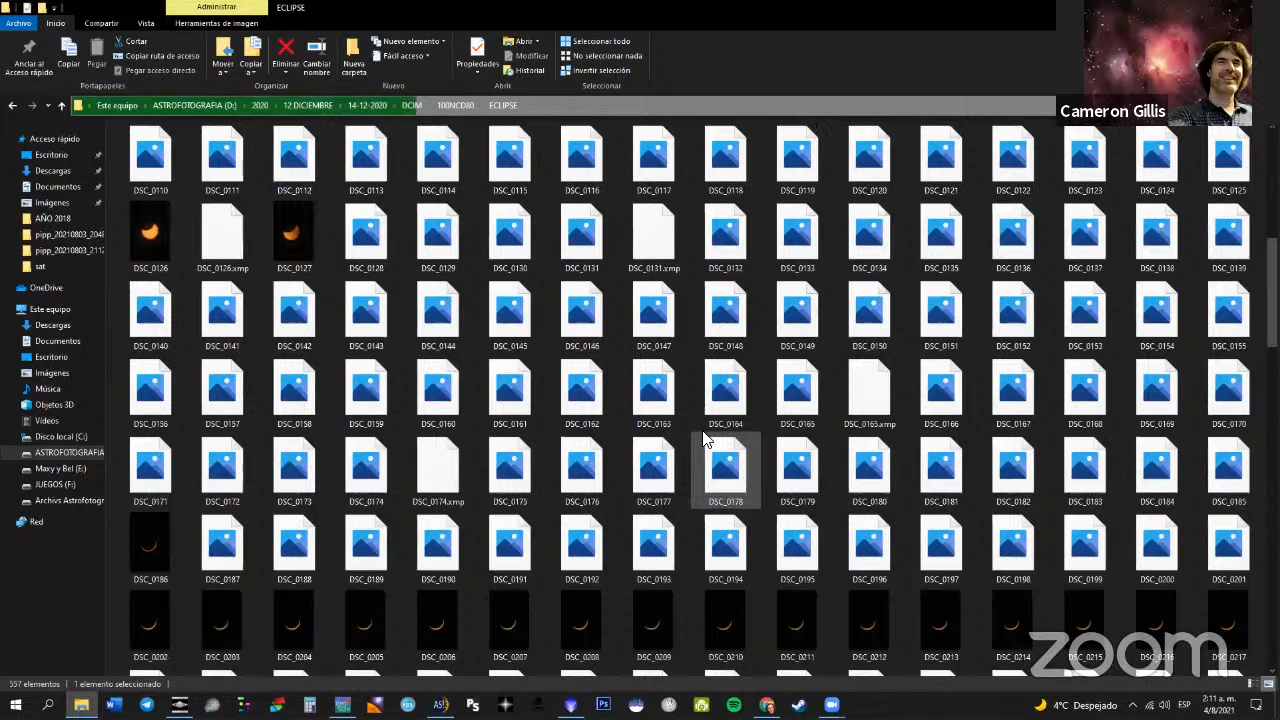 Administrar
ECLIPSE
Archivo Inicio Compartir Vista Herramientas de imagen
Anclar al Acceso rápido
Copiar
Pegar
Cortar
Copiar ruta de acceso
Pegar acceso directo
Portapapeles
Mover a
Copiar a
Eliminar
Cambiar nombre
Organizar
Nueva carpeta
Nuevo elemento
Fácil acceso
Nuevo
Propiedades
Abrir
Modificar
Historial
Abrir
Seleccionar todo
No seleccionar nada
Invertir selección
Seleccionar
Cameron Gillis
Este equipo ASTROFOTOGRAFIA (D:) 2020 12 DICIEMBRE 14-12-2020 DCIM 100NCD80 ECLIPSE
Acceso rápido
Escritorio
Descargas
Documentos
Imágenes
AÑO 2018
pipp_20210803_2048
pipp_20210803_2112
sat
OneDrive
Este equipo
Descargas
Documentos
Escritorio
Imágenes
Música
Objetos 3D
Vídeos
Disco local (C:)
ASTROFOTOGRAFIA
Maxy y Bel (E:)
JUEGOS (F:)
Archivs Astrofotogr
Red
DSC_0110 DSC_0111 DSC_0112 DSC_0113 DSC_0114 DSC_0115 DSC_0116 DSC_0117 DSC_0118 DSC_0119 DSC_0120 DSC_0121 DSC_0122 DSC_0123 DSC_0124 DSC_0125
DSC_0126 DSC_0126.xmp DSC_0127 DSC_0128 DSC_0129 DSC_0130 DSC_0131 DSC_0131.xmp DSC_0132 DSC_0133 DSC_0134 DSC_0135 DSC_0136 DSC_0137 DSC_0138 DSC_0139
DSC_0140 DSC_0141 DSC_0142 DSC_0143 DSC_0144 DSC_0145 DSC_0146 DSC_0147 DSC_0148 DSC_0149 DSC_0150 DSC_0151 DSC_0152 DSC_0153 DSC_0154 DSC_0155
DSC_0156 DSC_0157 DSC_0158 DSC_0159 DSC_0160 DSC_0161 DSC_0162 DSC_0163 DSC_0164 DSC_0165 DSC_0165.xmp DSC_0166 DSC_0167 DSC_0168 DSC_0169 DSC_0170
DSC_0171 DSC_0172 DSC_0173 DSC_0174 DSC_0174.xmp DSC_0175 DSC_0176 DSC_0177 DSC_0178 DSC_0179 DSC_0180 DSC_0181 DSC_0182 DSC_0183 DSC_0184 DSC_0185
DSC_0186 DSC_0187 DSC_0188 DSC_0189 DSC_0190 DSC_0191 DSC_0192 DSC_0193 DSC_0194 DSC_0195 DSC_0196 DSC_0197 DSC_0198 DSC_0199 DSC_0200 DSC_0201
DSC_0202 DSC_0203 DSC_0204 DSC_0205 DSC_0206 DSC_0207 DSC_0208 DSC_0209 DSC_0210 DSC_0211 DSC_0212 DSC_0213 DSC_0214 DSC_0215 DSC_0216 DSC_0217
zoom
557 elementos 1 elemento seleccionado
4°C Despejado ESP 2:11 a. m.
4/8/2021